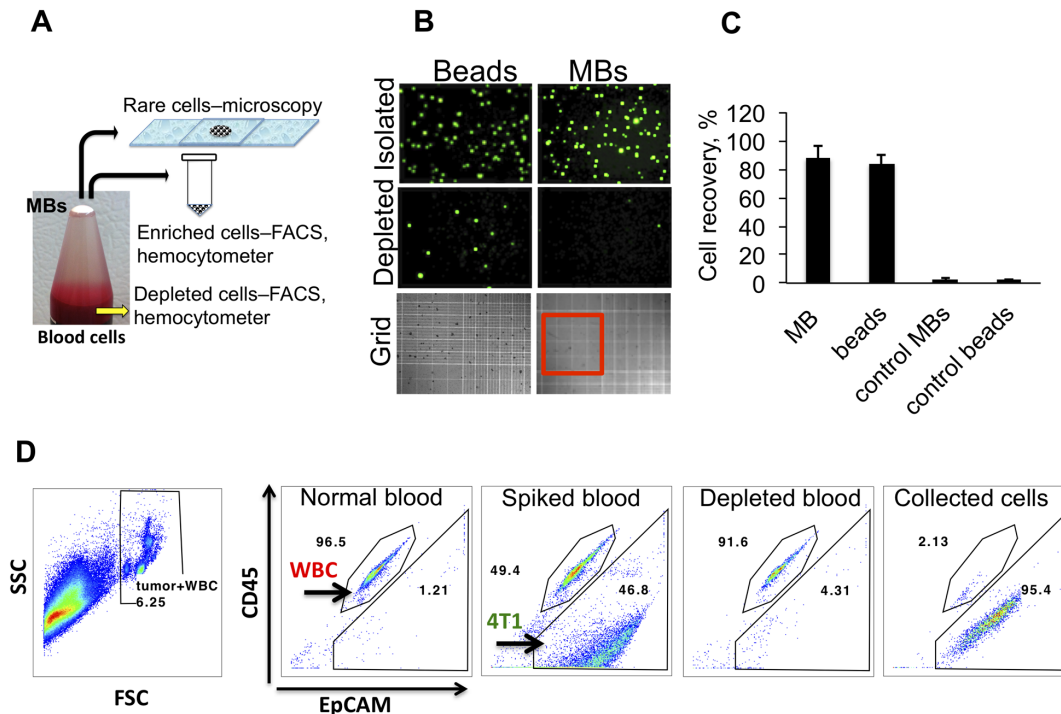 A
Rare cells–microscopy
MBs
Enriched cells–FACS,
hemocytometer
Depleted cells–FACS,
hemocytometer
Blood cells
B
Beads
MBs
Isolated
Depleted
Grid
C
Cell recovery, %
120
100
80
60
40
20
0
MB
beads
control MBs
control beads
D
SSC
FSC
tumor+WBC
6.25
CD45
EpCAM
Normal blood
96.5
WBC
1.21
Spiked blood
49.4
46.8
4T1
Depleted blood
91.6
4.31
Collected cells
2.13
95.4